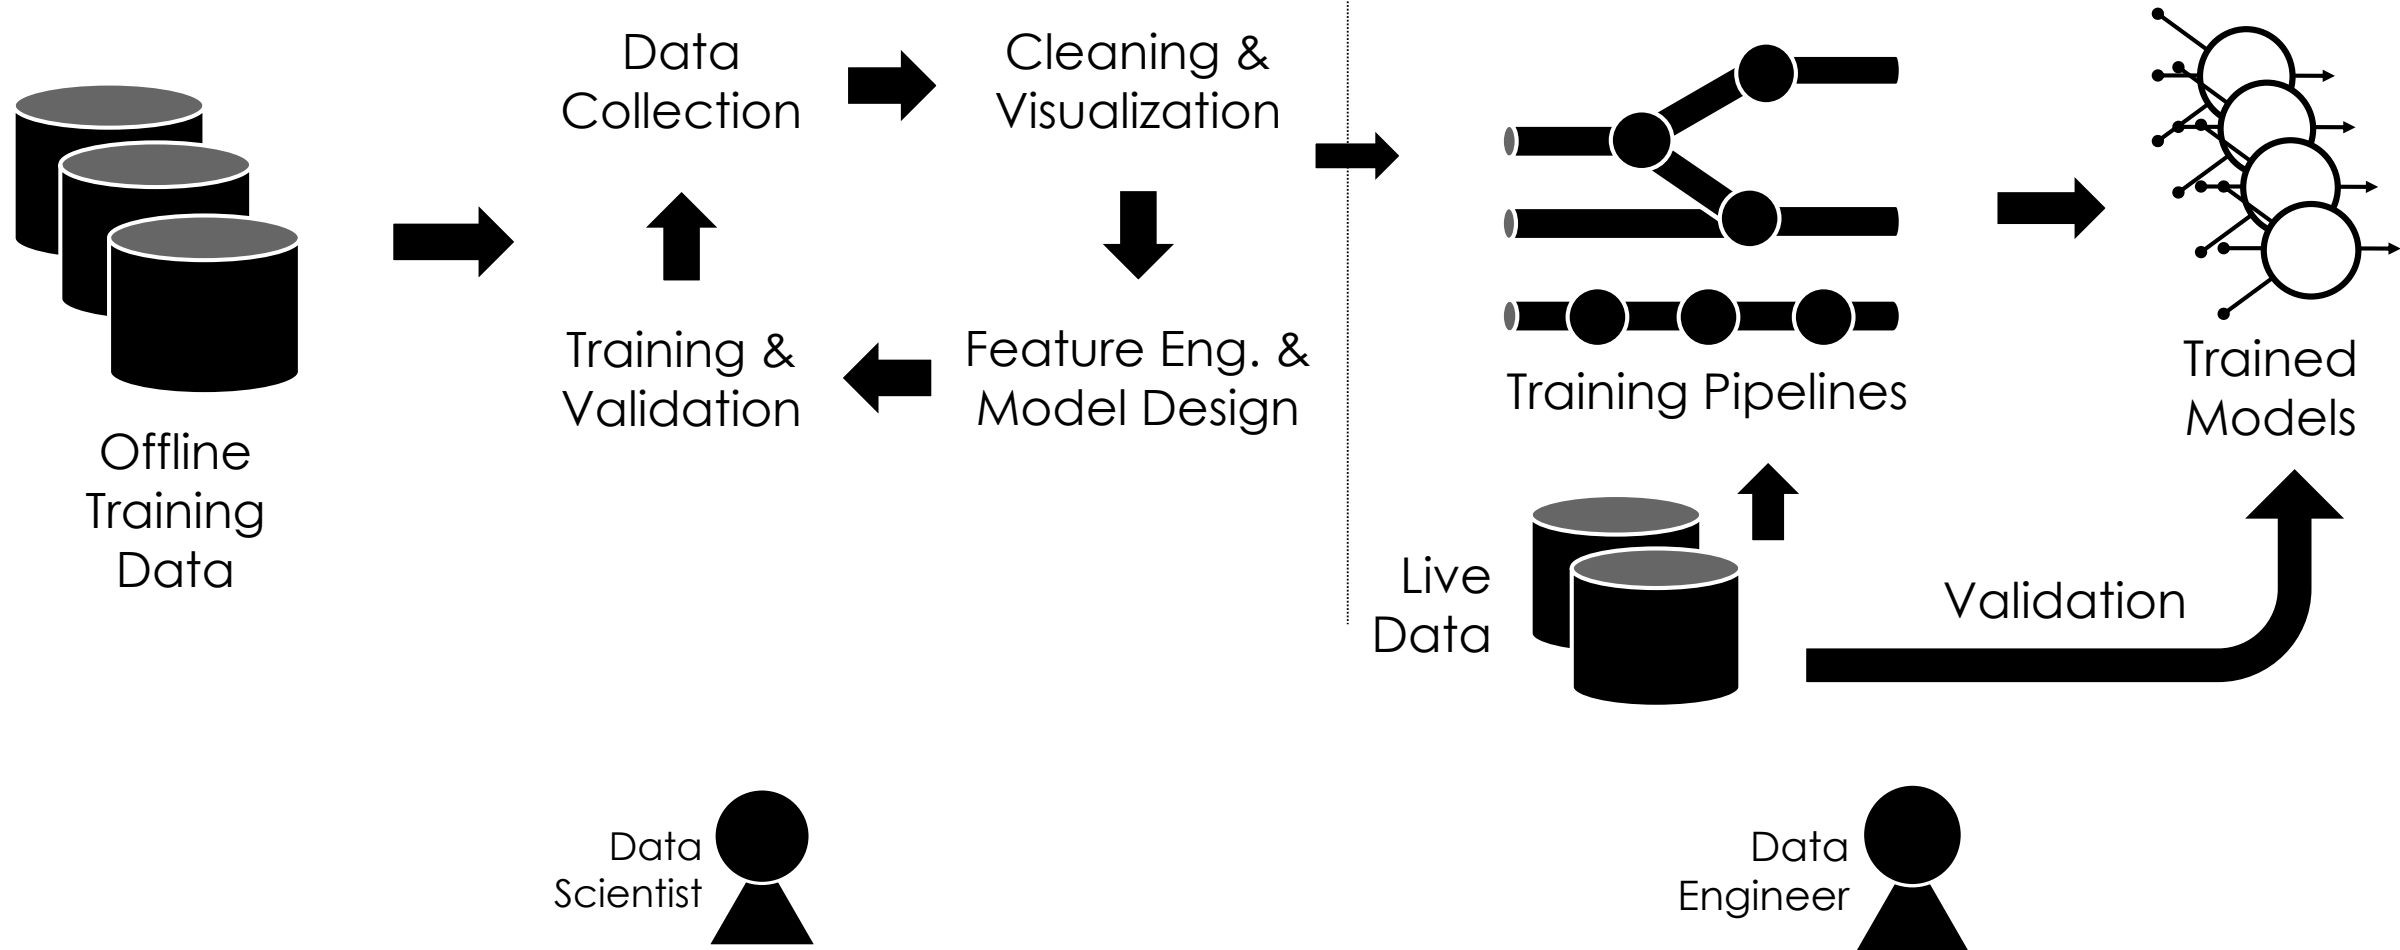 Data
Collection
Cleaning &
Visualization
Training &
Validation
Feature Eng. &
Model Design
Offline
Training
Data
Training Pipelines
Trained
Models
Live
Data
Validation
Data
Scientist
Data
Engineer